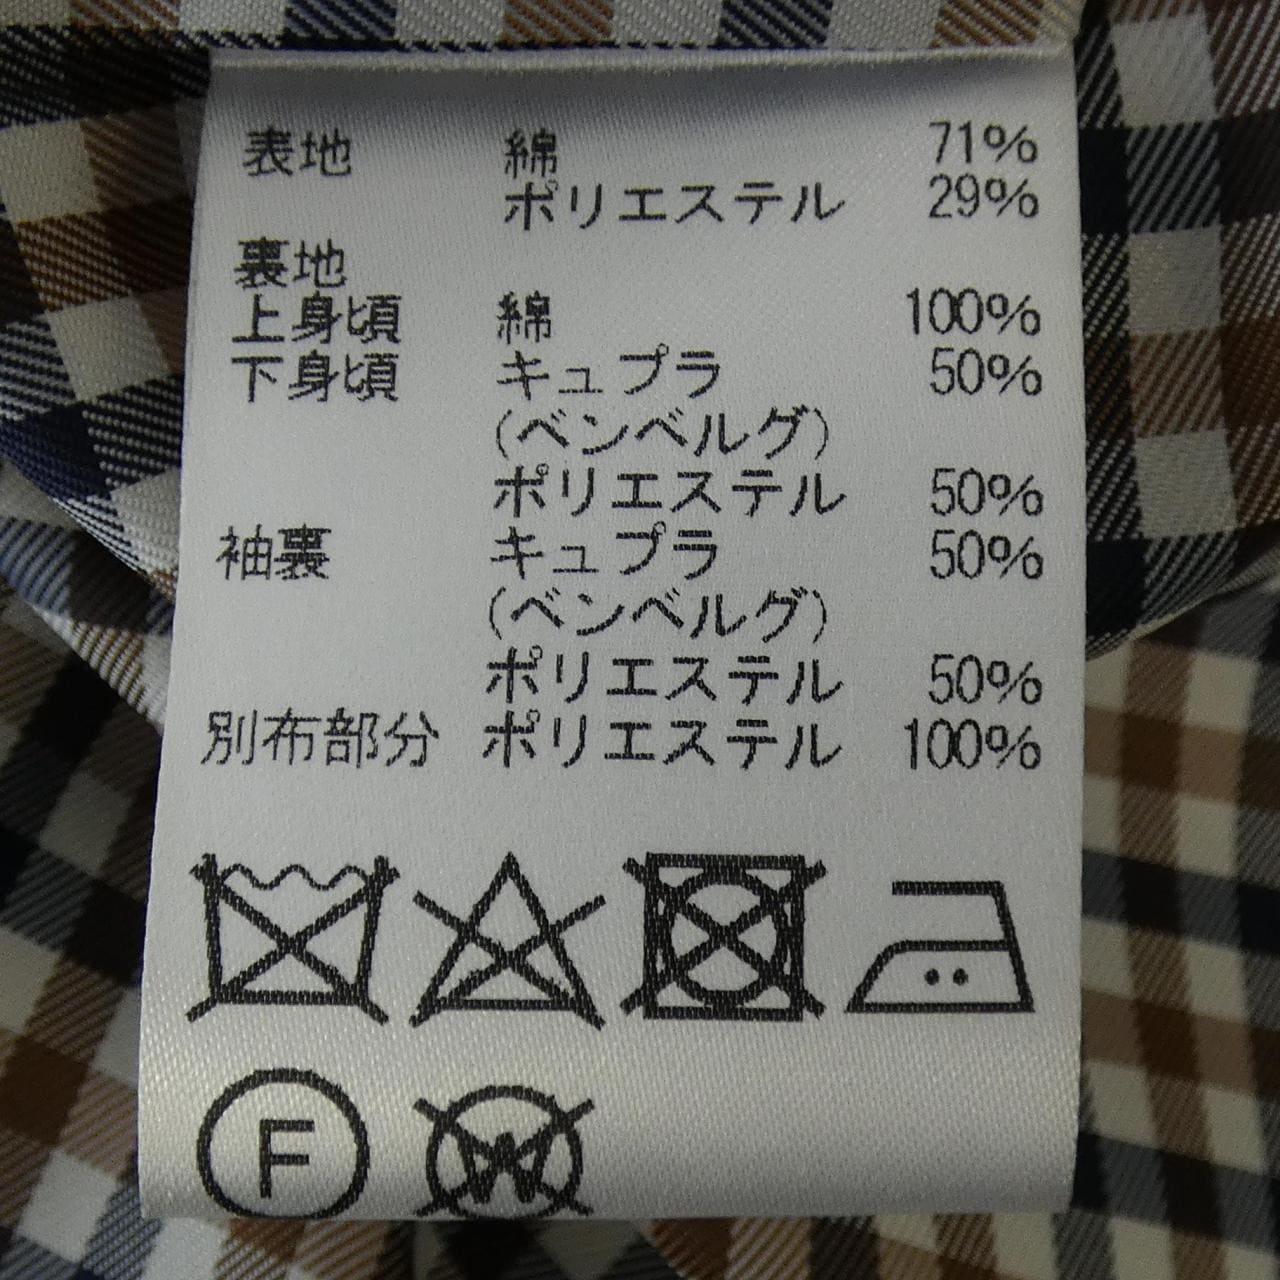 表地 綿 71%
ポリエステル 29%
裏地
上身頃 綿 100%
下身頃 キュプラ 50%
(ベンベルグ)
ポリエステル 50%
袖裏 キュプラ 50%
(ベンベルグ)
ポリエステル 50%
別布部分 ポリエステル 100%
F W